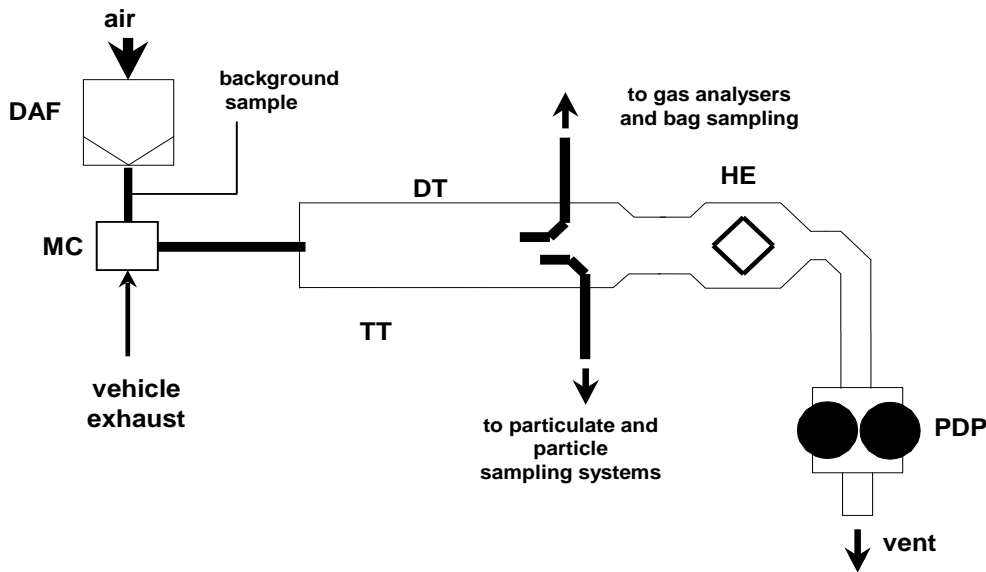 air
DAF
background
sample
to gas analysers
and bag sampling
DT
HE
MC
TT
vehicle
exhaust
to particulate and
particle
sampling systems
PDP
vent